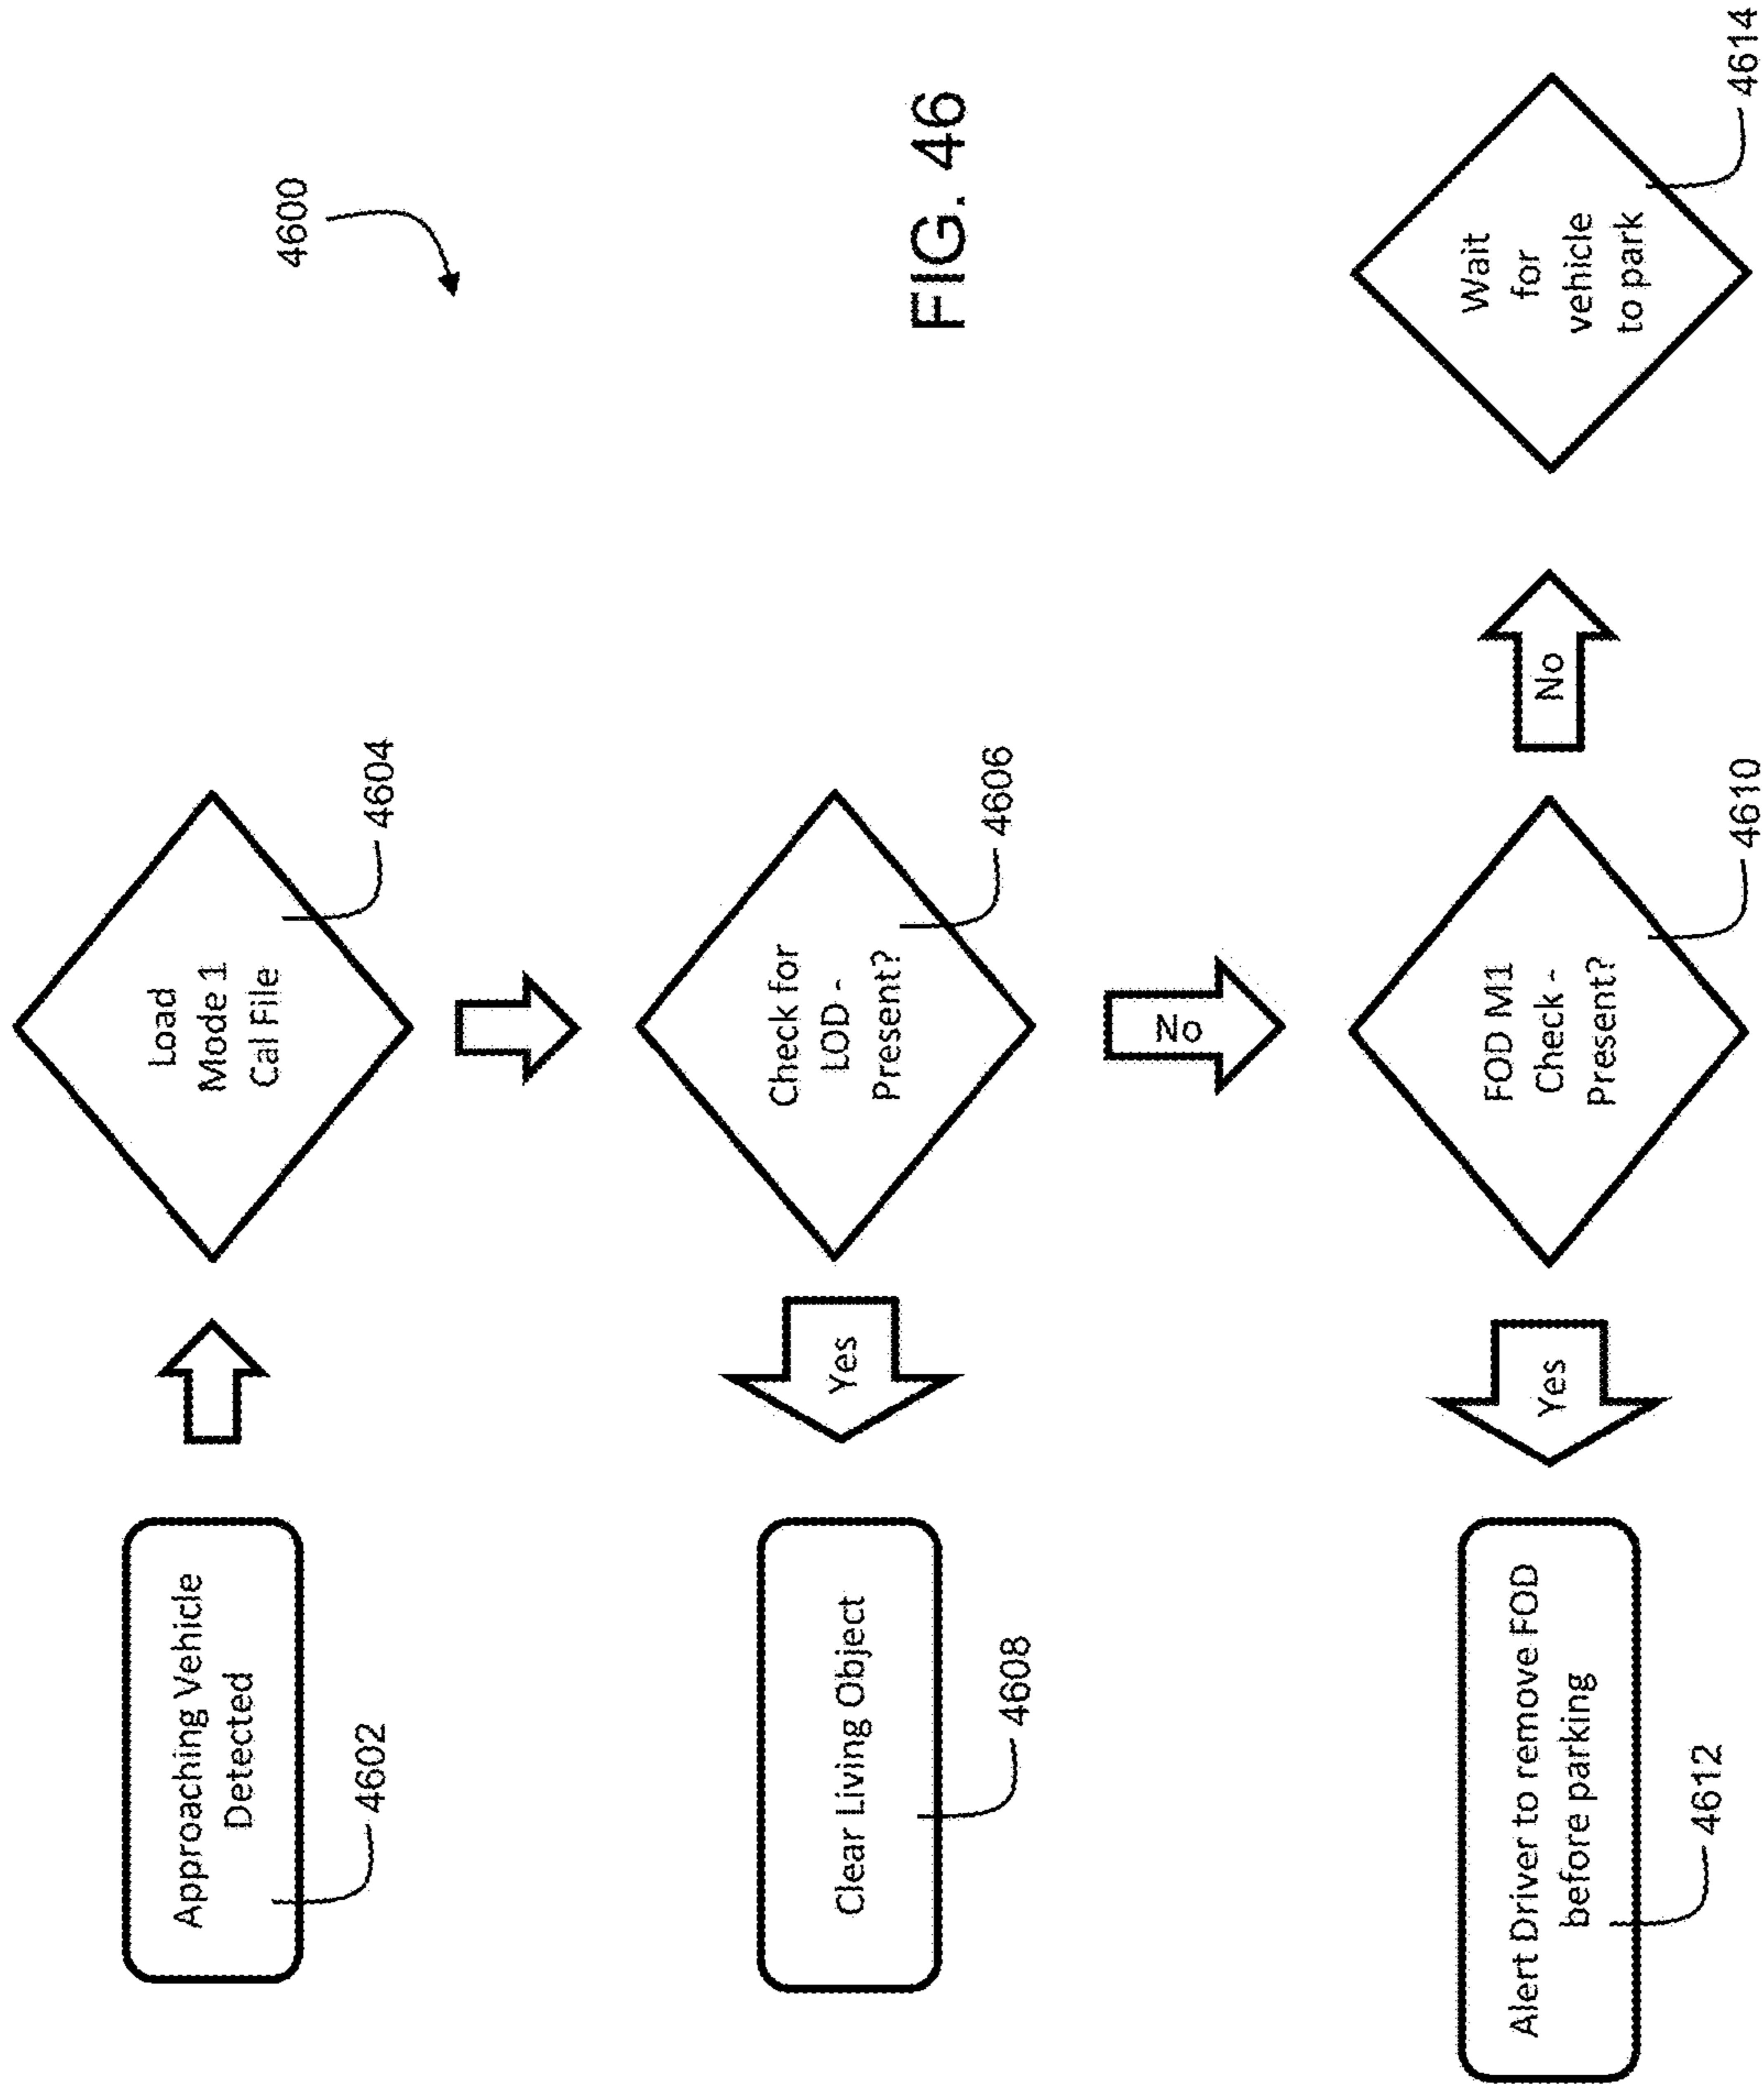 4600
Approaching Vehicle
Detected
4602
Load
Mode 1
Cal File
4604
Check for
LOD -
Present?
4606
Yes
Clear Living Object
4608
No
FOD M1
Check -
Present?
4610
Yes
Alert Driver to remove FOD
before parking
4612
No
Wait
for
vehicle
to park
4614
FIG. 46